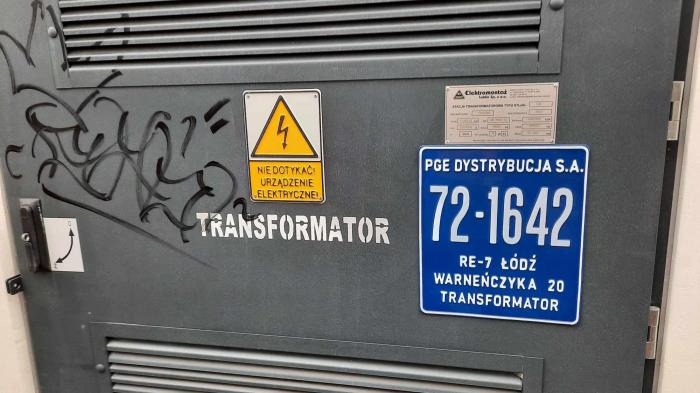 Elektromontaż
NIE DOTYKAĆ!
URZĄDZENIE
ELEKTRYCZNE!
TRANSFORMATOR
PGE DYSTRYBUCJA S.A.
72-1642
RE-7 ŁÓDŹ
WARNEŃCZYKA 20
TRANSFORMATOR